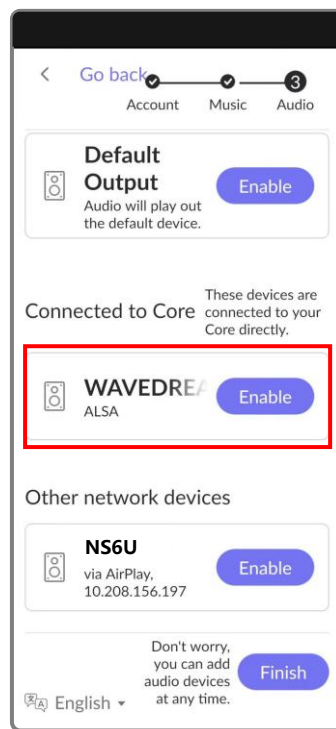 Go back
Account Music 3 Audio
Default
Output
Audio will play out
the default device.
Enable
Connected to Core
These devices are
connected to your
Core directly.
WAVEDREA
ALSA
Enable
Other network devices
NS6U
via AirPlay,
10.208.156.197
Enable
Don't worry,
you can add
audio devices
at any time.
Finish
English